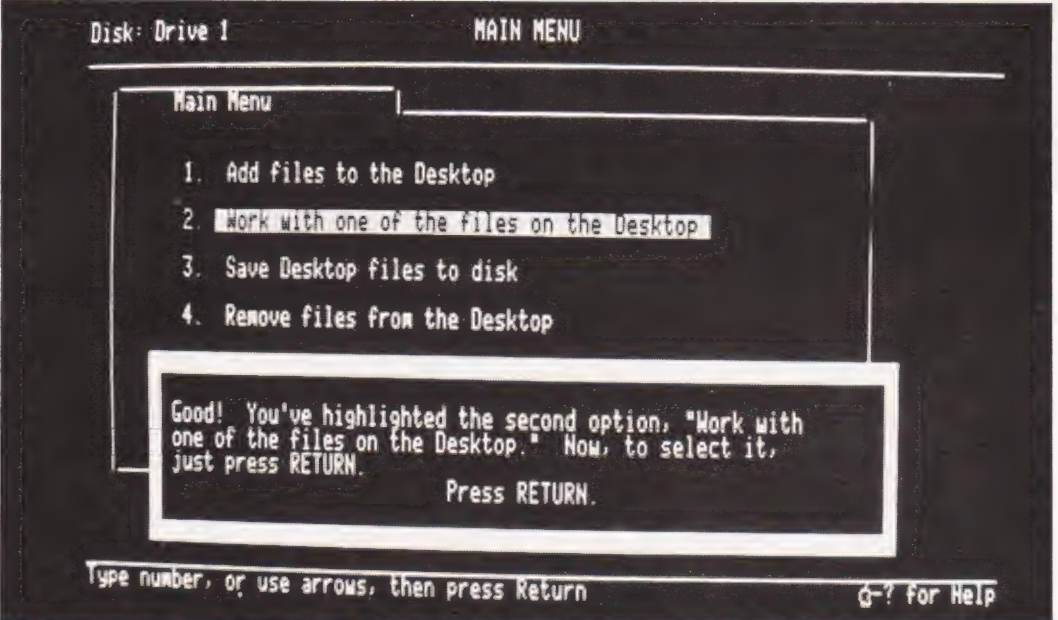 Disk: Drive 1 MAIN MENU
Main Menu
1. Add files to the Desktop
2. Work with one of the files on the Desktop
3. Save Desktop files to disk
4. Remove files from the Desktop
Good! You've highlighted the second option, "Work with
one of the files on the Desktop." Now, to select it,
just press RETURN.
Press RETURN.
Type number, or use arrows, then press Return -? for Help